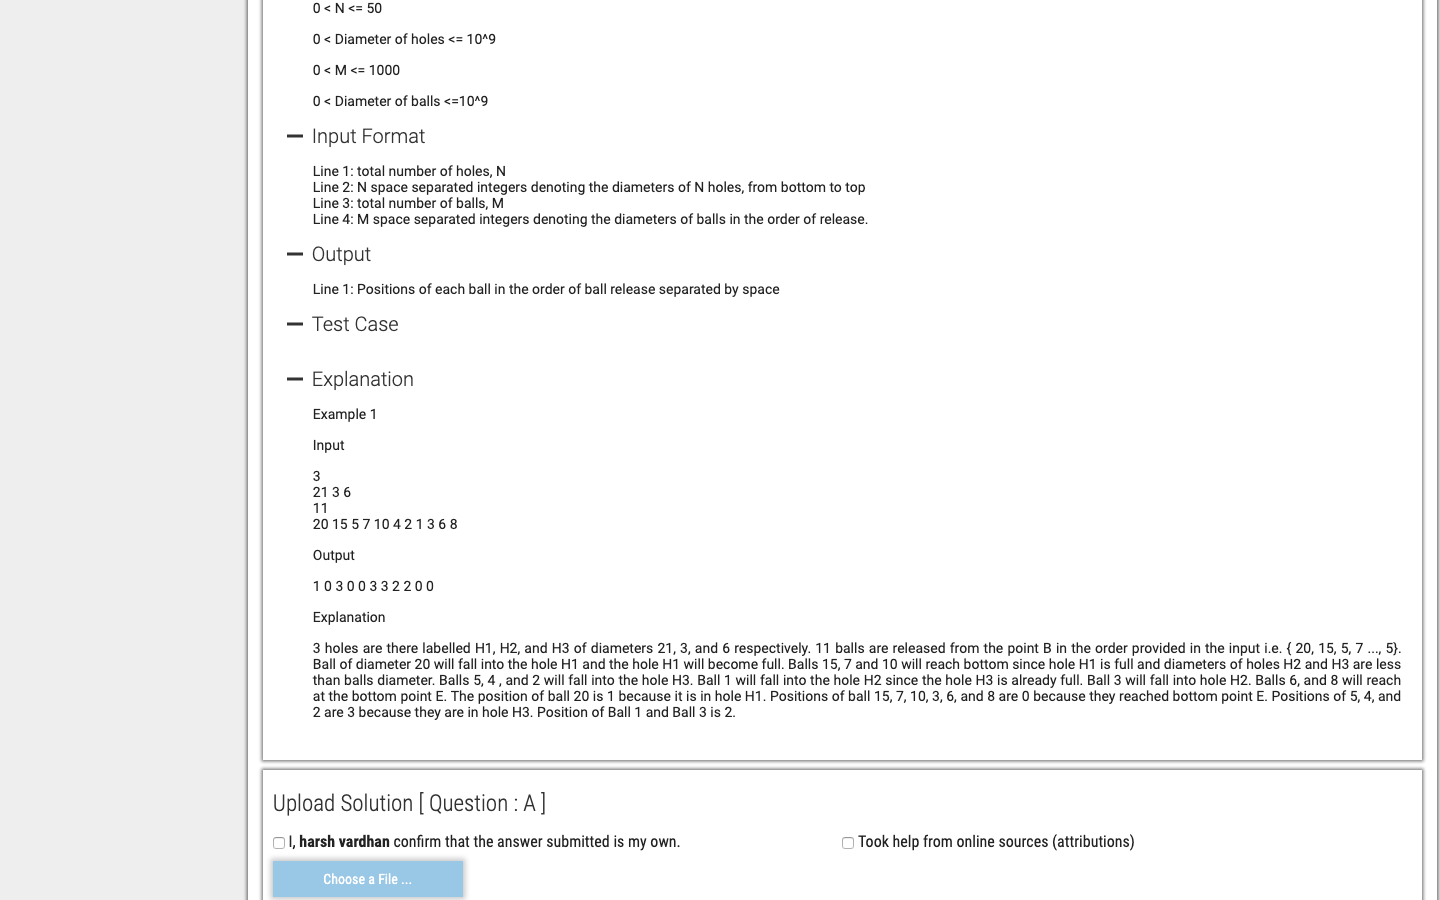 0 < N <= 50
0 < Diameter of holes <= 10^9
0 < M <= 1000
0 < Diameter of balls <=10^9
Input Format
Line 1: total number of holes, N
Line 2: N space separated integers denoting the diameters of N holes, from bottom to top
Line 3: total number of balls, M
Line 4: M space separated integers denoting the diameters of balls in the order of release.
Output
Line 1: Positions of each ball in the order of ball release separated by space
Test Case
Explanation
Example 1
Input
3
21 3 6
11
20 15 5 7 10 4 2 1 3 6 8
Output
1 0 3 0 0 3 3 2 2 0 0
Explanation
3 holes are there labelled H1, H2, and H3 of diameters 21, 3, and 6 respectively. 11 balls are released from the point B in the order provided in the input i.e. { 20, 15, 5, 7 ..., 5}.
Ball of diameter 20 will fall into the hole H1 and the hole H1 will become full. Balls 15, 7 and 10 will reach bottom since hole H1 is full and diameters of holes H2 and H3 are less
than balls diameter. Balls 5, 4 , and 2 will fall into the hole H3. Ball 1 will fall into the hole H2 since the hole H3 is already full. Ball 3 will fall into hole H2. Balls 6, and 8 will reach
at the bottom point E. The position of ball 20 is 1 because it is in hole H1. Positions of ball 15, 7, 10, 3, 6, and 8 are 0 because they reached bottom point E. Positions of 5, 4, and
2 are 3 because they are in hole H3. Position of Ball 1 and Ball 3 is 2.
Upload Solution [ Question : A ]
I, harsh vardhan confirm that the answer submitted is my own.
Took help from online sources (attributions)
Choose a File ...